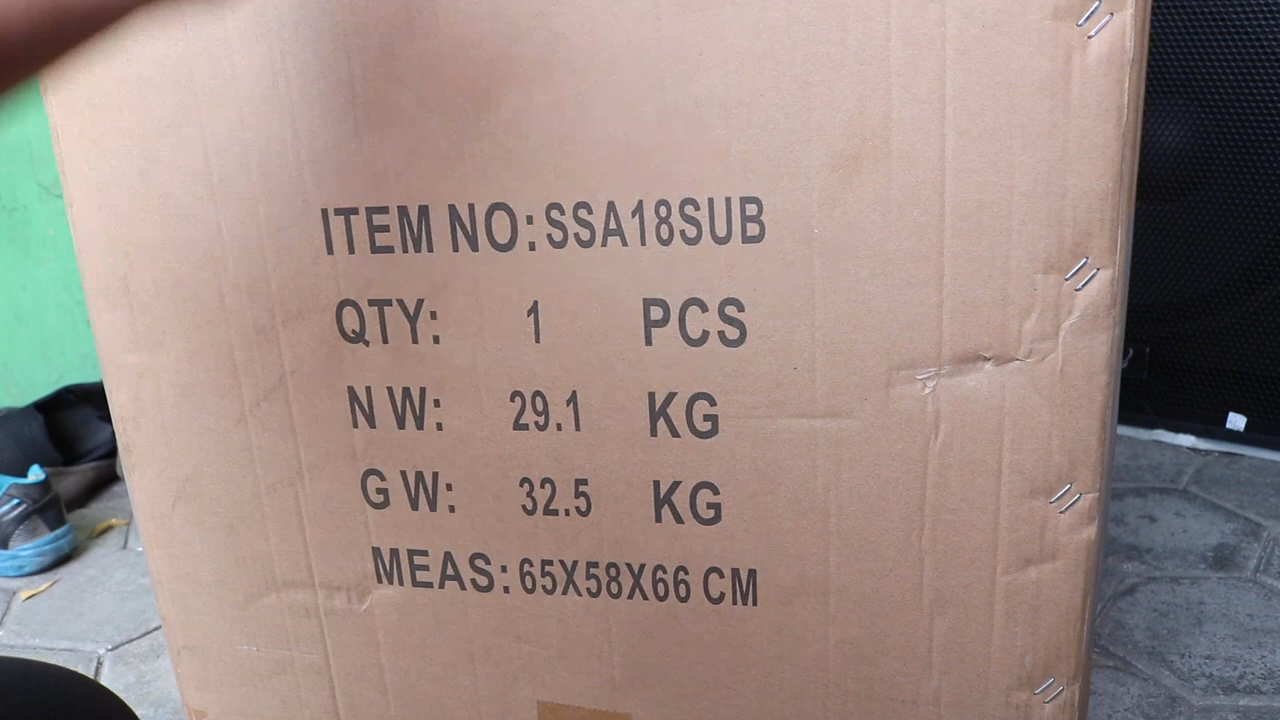 ITEM NO:SSA18SUB
QTY: 1 PCS
N W: 29.1 KG
G W: 32.5 KG
MEAS:65X58X66 CM